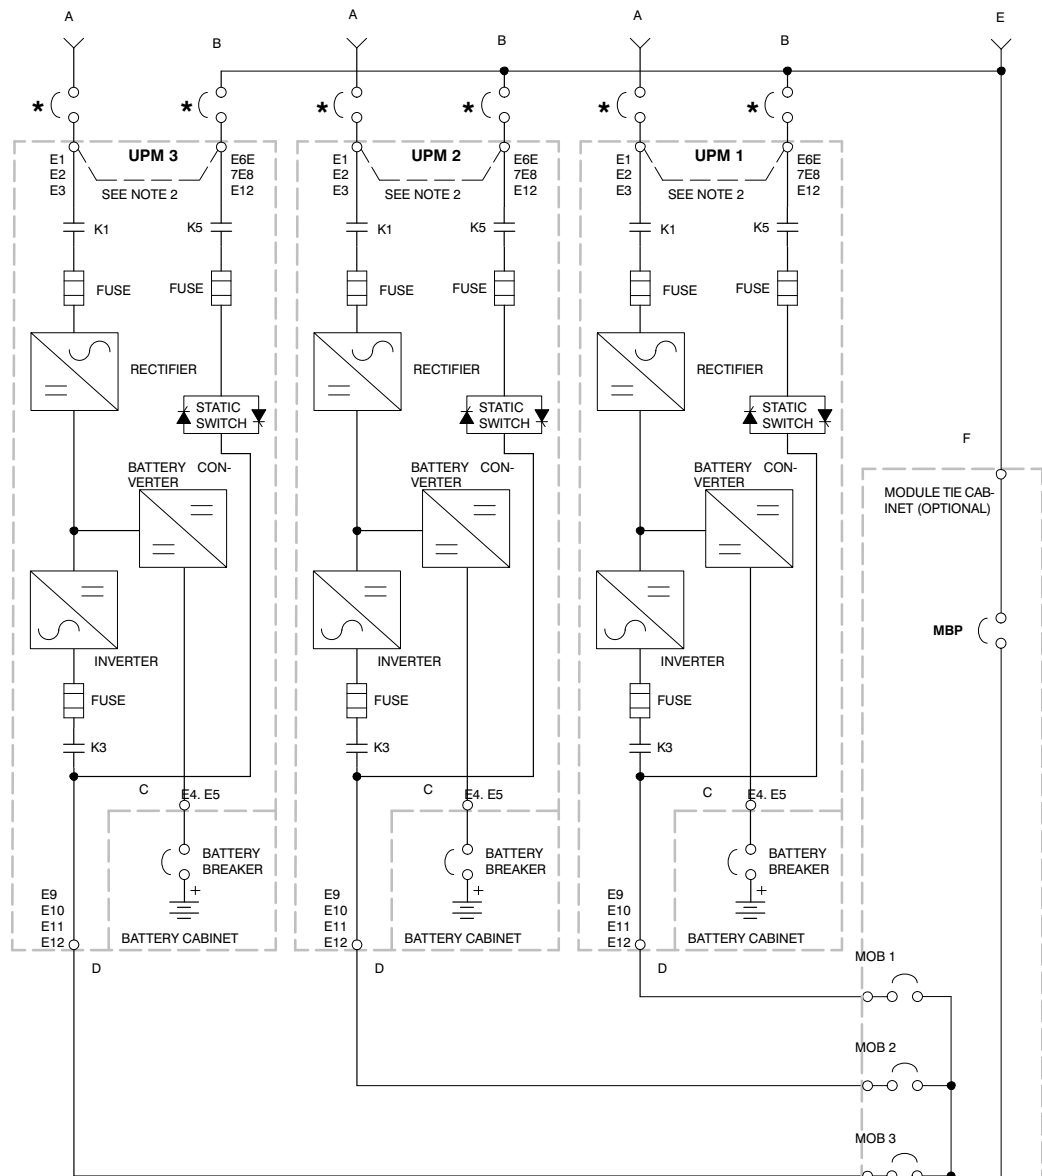 A
A
A
E
B
B
B
*
*
*
*
*
*
E1
E2
E3
UPM 3
E6E
7E8
E12
SEE NOTE 2
E1
E2
E3
UPM 2
E6E
7E8
E12
SEE NOTE 2
E1
E2
E3
UPM 1
E6E
7E8
E12
SEE NOTE 2
K1
K5
K1
K5
K1
K5
FUSE
FUSE
FUSE
FUSE
FUSE
FUSE
RECTIFIER
RECTIFIER
RECTIFIER
STATIC
SWITCH
STATIC
SWITCH
STATIC
SWITCH
F
BATTERY CON-
VERTER
BATTERY CON-
VERTER
BATTERY CON-
VERTER
MODULE TIE CAB-
INET (OPTIONAL)
MBP
INVERTER
INVERTER
INVERTER
FUSE
FUSE
FUSE
K3
K3
K3
C
E4. E5
C
E4. E5
C
E4. E5
BATTERY
BREAKER
BATTERY
BREAKER
BATTERY
BREAKER
+
+
+
E9
E10
E11
E12
BATTERY CABINET
E9
E10
E11
E12
BATTERY CABINET
E9
E10
E11
E12
BATTERY CABINET
D
D
D
MOB 1
MOB 2
MOB 3